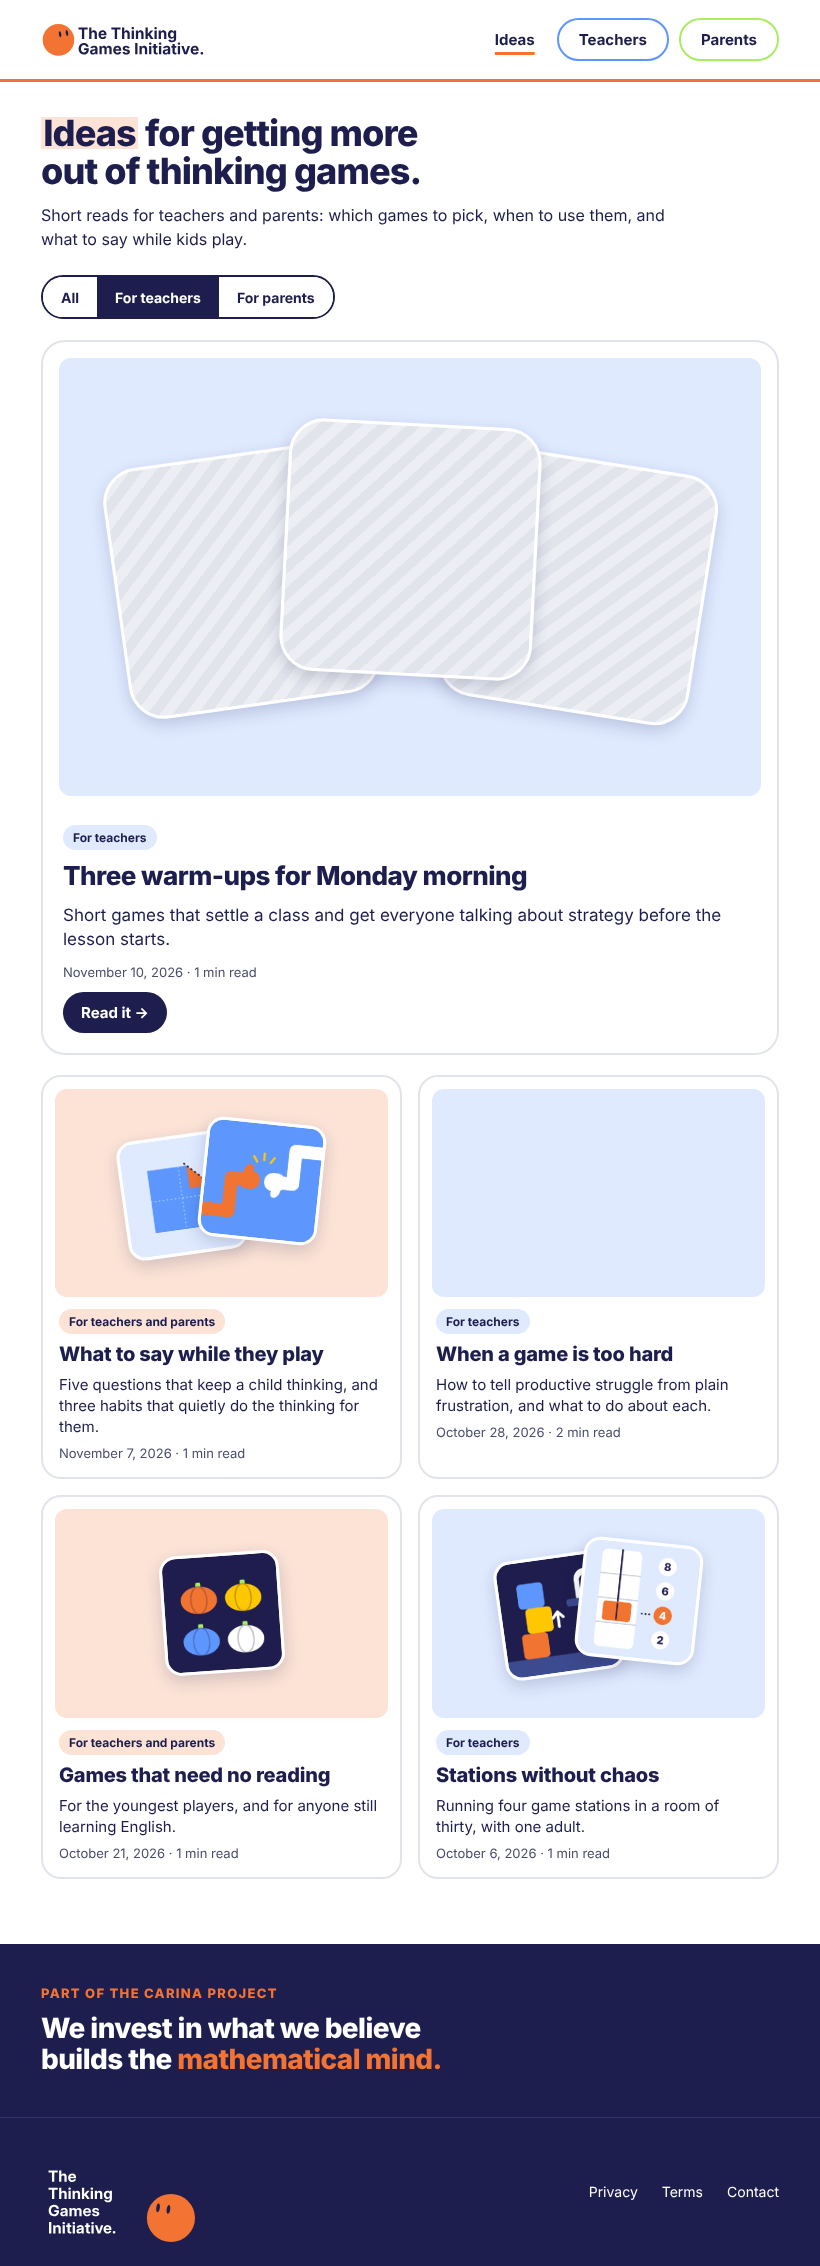 The Thinking
Games Initiative.
Ideas
Teachers
Parents
Ideas for getting more
out of thinking games.
Short reads for teachers and parents: which games to pick, when to use them, and
what to say while kids play.
All
For teachers
For parents
For teachers
Three warm-ups for Monday morning
Short games that settle a class and get everyone talking about strategy before the
lesson starts.
November 10, 2026 · 1 min read
Read it →
For teachers and parents
What to say while they play
Five questions that keep a child thinking, and
three habits that quietly do the thinking for
them.
November 7, 2026 · 1 min read
For teachers
When a game is too hard
How to tell productive struggle from plain
frustration, and what to do about each.
October 28, 2026 · 2 min read
For teachers and parents
Games that need no reading
For the youngest players, and for anyone still
learning English.
October 21, 2026 · 1 min read
8
6
4
2
For teachers
Stations without chaos
Running four game stations in a room of
thirty, with one adult.
October 6, 2026 · 1 min read
PART OF THE CARINA PROJECT
We invest in what we believe
builds the mathematical mind.
The
Thinking
Games
Initiative.
Privacy
Terms
Contact